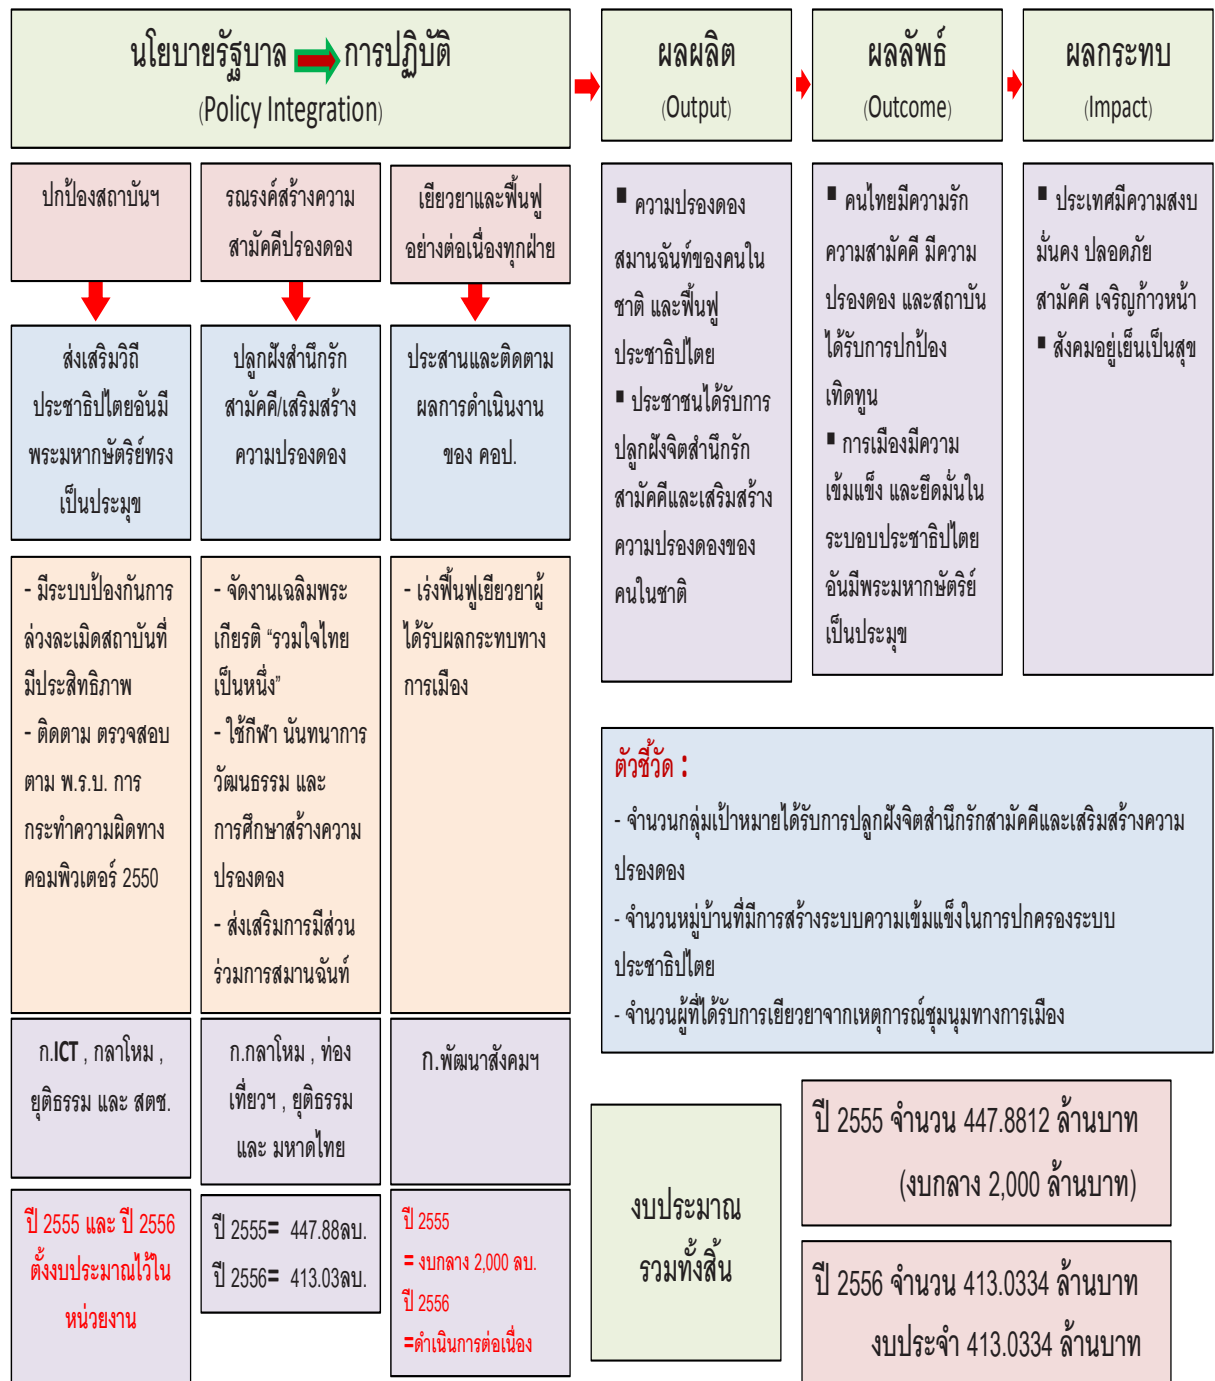 นโยบายรัฐบาล การปฏิบัติ
(Policy Integration)
ผลผลิต
(Output)
ผลลัพธ์
(Outcome)
ผลกระทบ
(Impact)
ปกป้องสถาบันฯ
รณรงค์สร้างความ
สามัคคีปรองดอง
เยียวยาและฟื้นฟู
อย่างต่อเนื่องทุกฝ่าย
ส่งเสริมวิถี
ประชาธิปไตยอันมี
พระมหากษัตริย์ทรง
เป็นประมุข
ปลูกฝังสำนึกรัก
สามัคคี/เสริมสร้าง
ความปรองดอง
ประสานและติดตาม
ผลการดำเนินงาน
ของ คอป.
- มีระบบป้องกันการ
ล่วงละเมิดสถาบันที่
มีประสิทธิภาพ
- ติดตาม ตรวจสอบ
ตาม พ.ร.บ. การ
กระทำความผิดทาง
คอมพิวเตอร์ 2550
- จัดงานเฉลิมพระ
เกียรติ “รวมใจไทย
เป็นหนึ่ง”
- ใช้กีฬา นันทนาการ
วัฒนธรรม และ
การศึกษาสร้างความ
ปรองดอง
- ส่งเสริมการมีส่วน
ร่วมการสมานฉันท์
- เร่งฟื้นฟูเยียวยาผู้
ได้รับผลกระทบทาง
การเมือง
ก.ICT , กลาโหม ,
ยุติธรรม และ สตช.
ก.กลาโหม , ท่อง
เที่ยวฯ , ยุติธรรม
และ มหาดไทย
ก.พัฒนาสังคมฯ
ปี 2555 และ ปี 2556
ตั้งงบประมาณไว้ใน
หน่วยงาน
ปี 2555= 447.88ลบ.
ปี 2556= 413.03ลบ.
ปี 2555
= งบกลาง 2,000 ลบ.
ปี 2556
=ดำเนินการต่อเนื่อง
▪ ความปรองดอง
สมานฉันท์ของคนใน
ชาติ และฟื้นฟู
ประชาธิปไตย
▪ ประชาชนได้รับการ
ปลูกฝังจิตสำนึกรัก
สามัคคีและเสริมสร้าง
ความปรองดองของ
คนในชาติ
▪ คนไทยมีความรัก
ความสามัคคี มีความ
ปรองดอง และสถาบัน
ได้รับการปกป้อง
เทิดทูน
▪ การเมืองมีความ
เข้มแข็ง และยึดมั่นใน
ระบอบประชาธิปไตย
อันมีพระมหากษัตริย์
เป็นประมุข
▪ ประเทศมีความสงบ
มั่นคง ปลอดภัย
สามัคคี เจริญก้าวหน้า
▪ สังคมอยู่เย็นเป็นสุข
ตัวชี้วัด :
- จำนวนกลุ่มเป้าหมายได้รับการปลูกฝังจิตสำนึกรักสามัคคีและเสริมสร้างความ
ปรองดอง
- จำนวนหมู่บ้านที่มีการสร้างระบบความเข้มแข็งในการปกครองระบบ
ประชาธิปไตย
- จำนวนผู้ที่ได้รับการเยียวยาจากเหตุการณ์ชุมนุมทางการเมือง
งบประมาณ
รวมทั้งสิ้น
ปี 2555 จำนวน 447.8812 ล้านบาท
(งบกลาง 2,000 ล้านบาท)
ปี 2556 จำนวน 413.0334 ล้านบาท
งบประจำ 413.0334 ล้านบาท